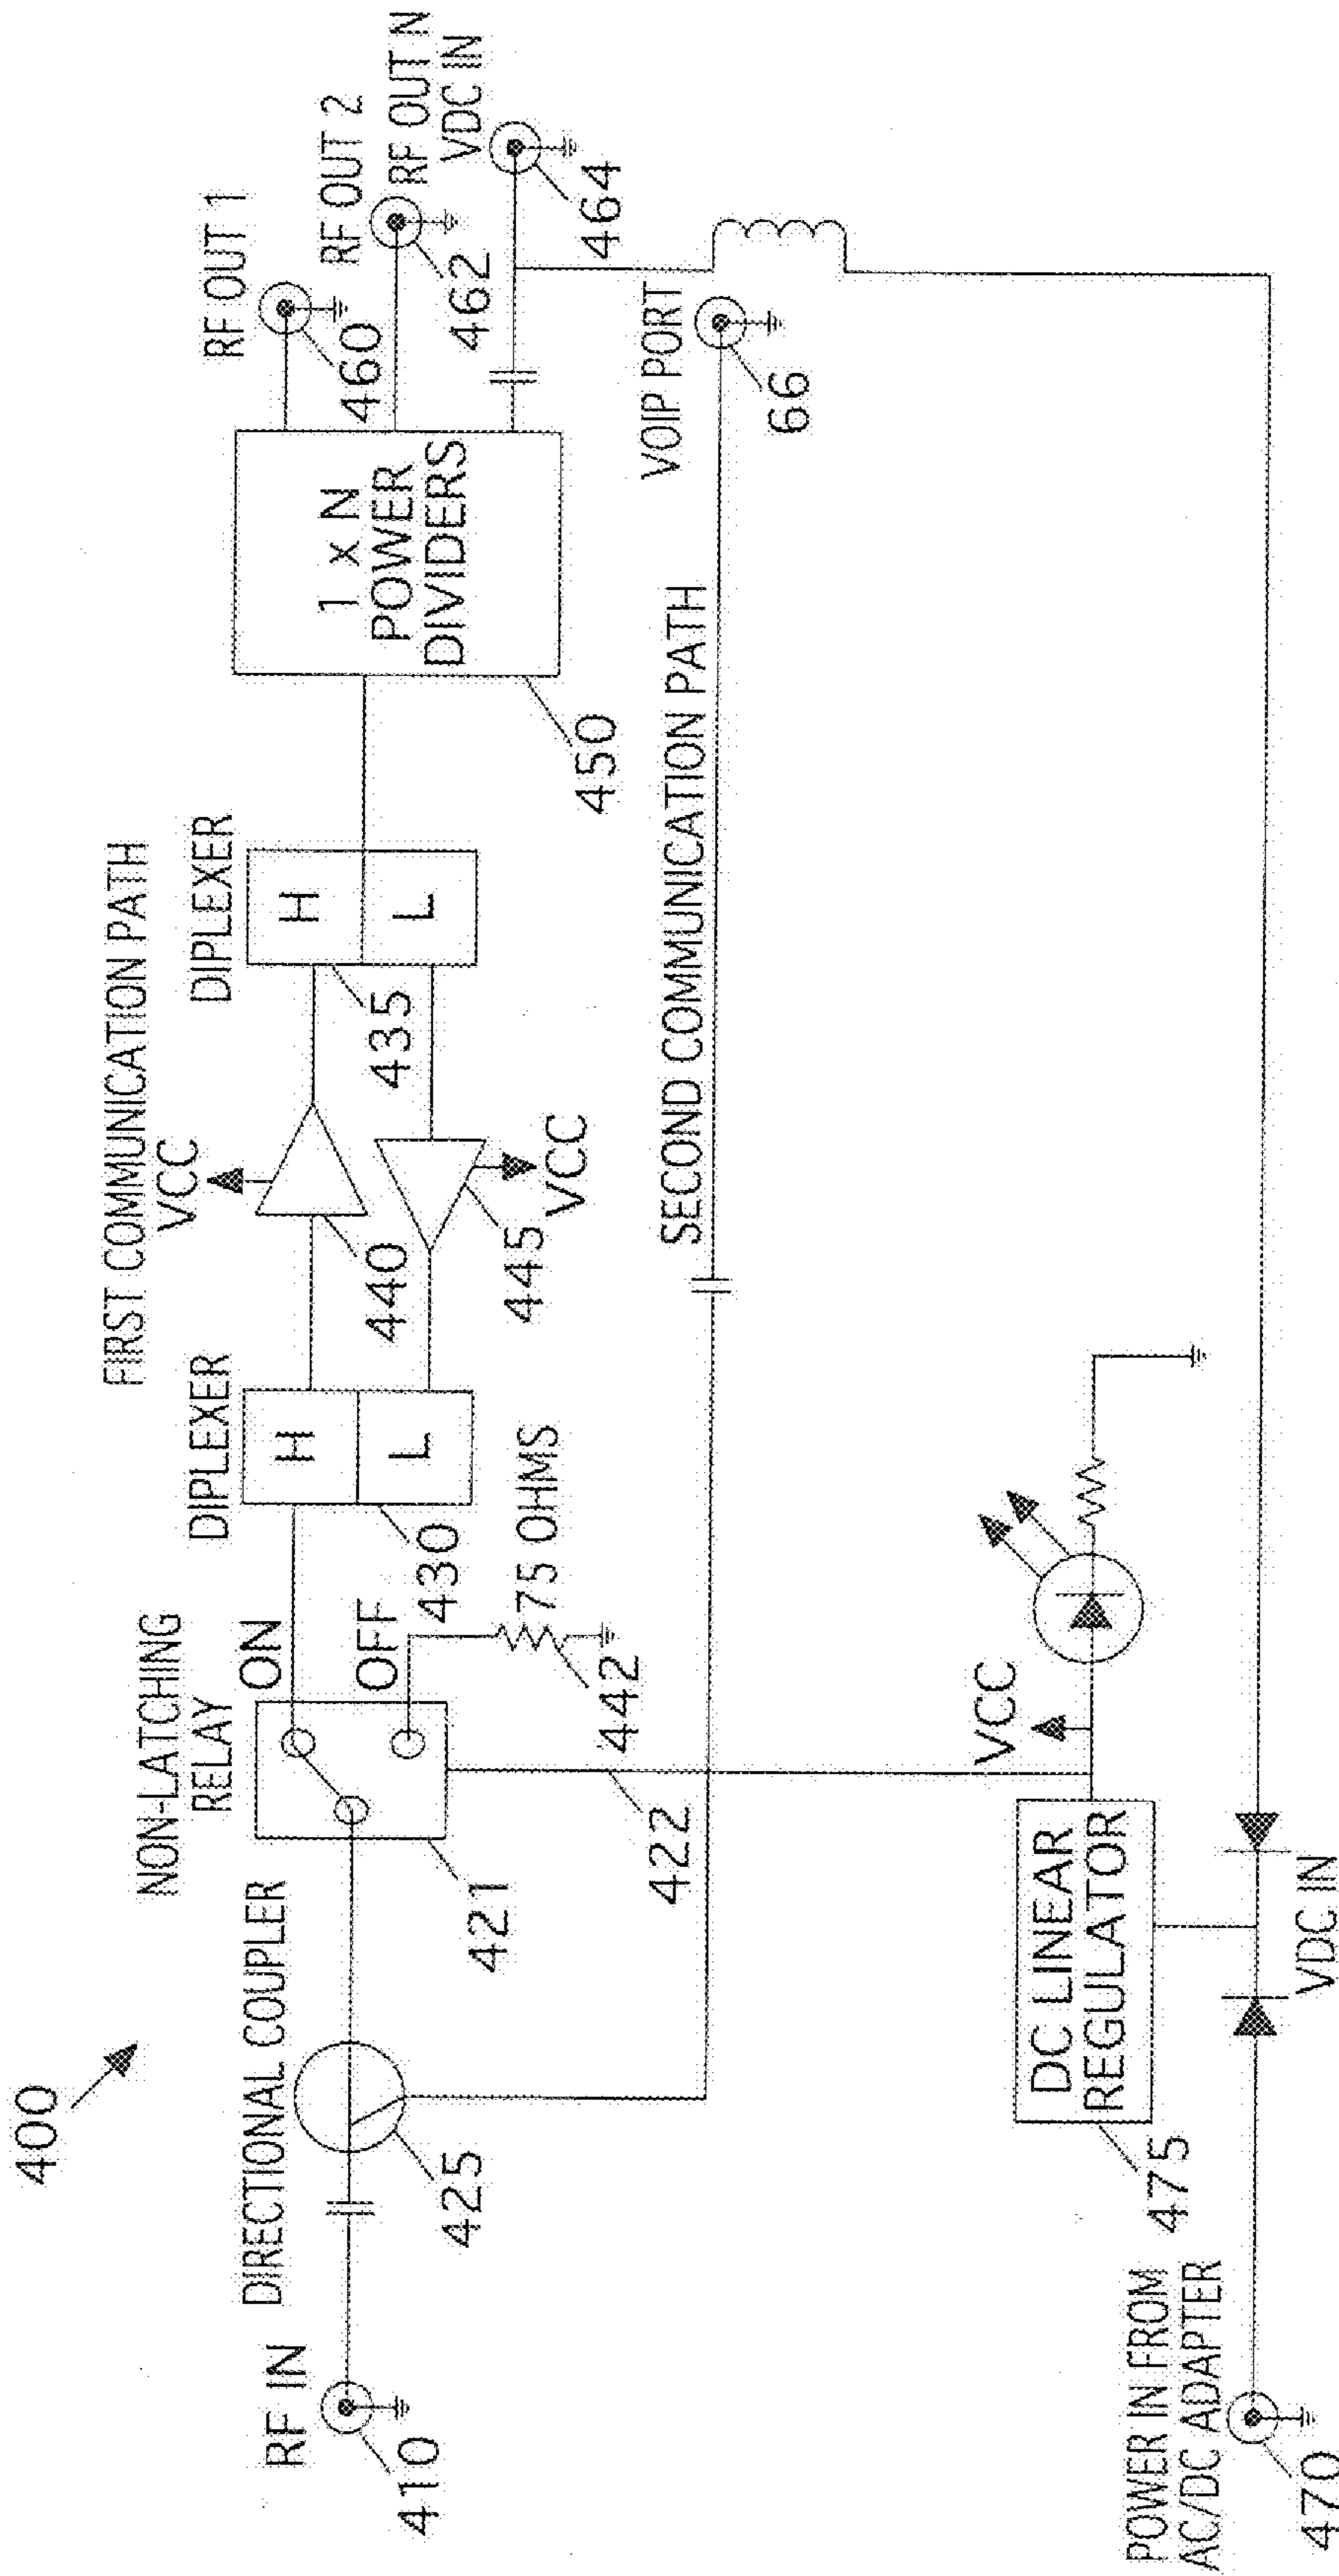 400
FIRST COMMUNICATION PATH
NON-LATCHING
RELAY
DIRECTIONAL COUPLER
RF IN
410
425
421
ON
OFF
422
DIPLEXER
H
L
430
75 OHMS
442
VCC
440
445
VCC
DIPLEXER
H
L
435
1 x N
POWER
DIVIDERS
450
RF OUT 1
460
RF OUT 2
462
RF OUT N
VDC IN
464
SECOND COMMUNICATION PATH
VOIP PORT
66
VCC
DC LINEAR
REGULATOR
475
POWER IN FROM
AC/DC ADAPTER
470
VDC IN